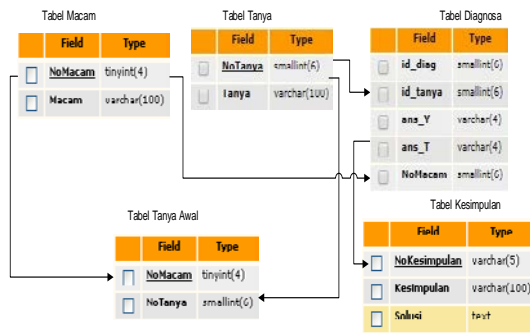 Tabel Macam
Field Type
NoMacam tinyint(4)
Macam varchar(100)
Tabel Tanya
Field Type
NoTanya smallint(6)
Tanya varchar(100)
Tabel Diagnosa
Field Type
id_diag smallint(6)
id_tanya smallint(6)
ans_Y varchar(4)
ans_T varchar(4)
NoMacam smallint(6)
Tabel Tanya Awal
Field Type
NoMacam tinyint(4)
NoTanya smallint(6)
Tabel Kesimpulan
Field Type
NoKesimpulan varchar(5)
Kesimpulan varchar(100)
Solusi text